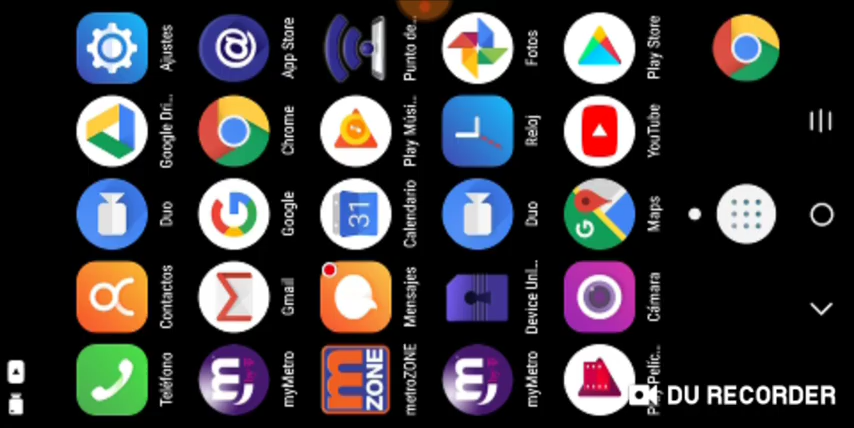 Teléfono Contactos Duo Google Dri... Ajustes
m
@
myMetro Gmail Google Chrome App Store
m ZONE
31
metroZONE Mensajes Calendario Play Músi... Punto de...
m
myMetro Device Unl... Duo Reloj Fotos
G
Pelíc... Cámara Maps YouTube Play Store
DU RECORDER